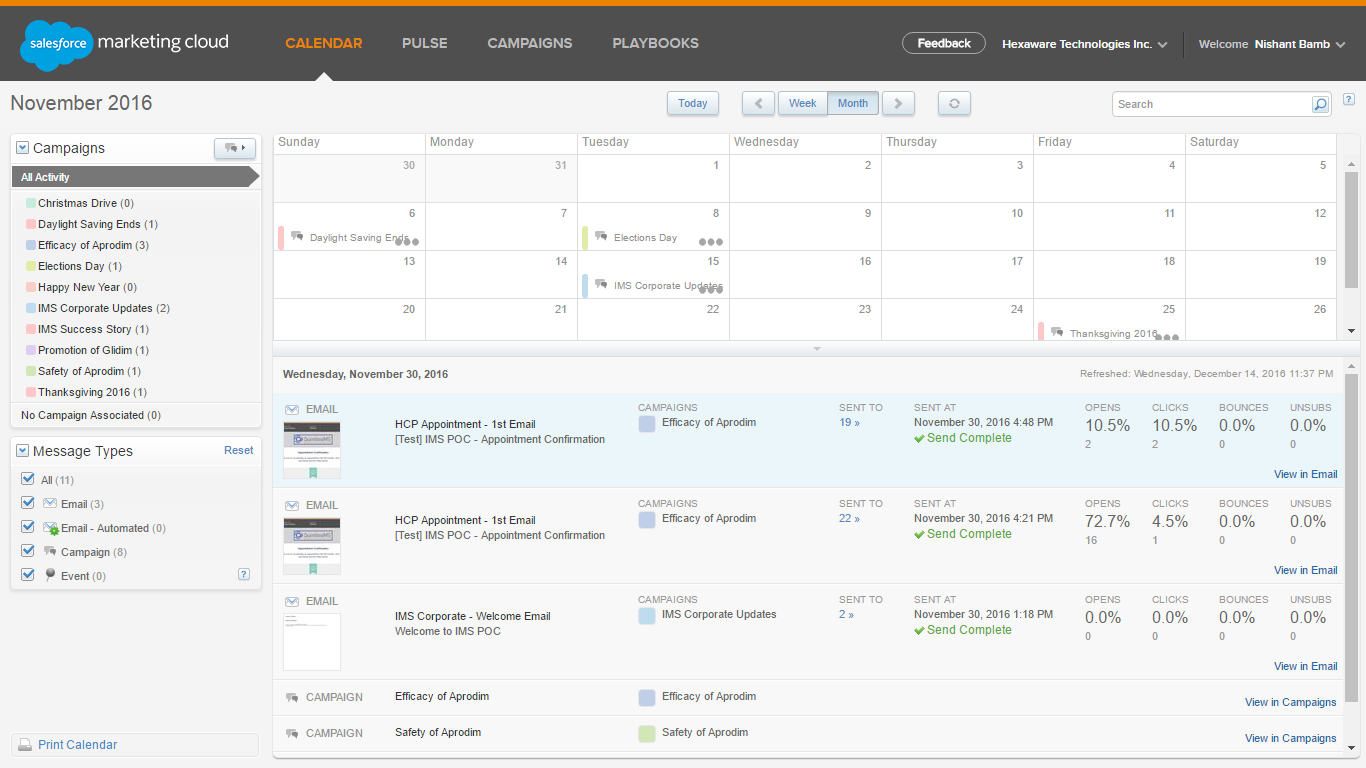 salesforce marketing cloud
CALENDAR PULSE CAMPAIGNS PLAYBOOKS
Feedback Hexaware Technologies Inc. Welcome Nishant Bamb
November 2016
Today Week Month Search ?
Campaigns
All Activity
Christmas Drive (0)
Daylight Saving Ends (1)
Efficacy of Aprodim (3)
Elections Day (1)
Happy New Year (0)
IMS Corporate Updates (2)
IMS Success Story (1)
Promotion of Glidim (1)
Safety of Aprodim (1)
Thanksgiving 2016 (1)
No Campaign Associated (0)
Message Types Reset
All (11)
Email (3)
Email - Automated (0)
Campaign (8)
Event (0) ?
Print Calendar
Sunday Monday Tuesday Wednesday Thursday Friday Saturday
30 31 1 2 3 4 5
6 7 8 9 10 11 12
Daylight Saving Ends Elections Day
13 14 15 16 17 18 19
IMS Corporate Updates
20 21 22 23 24 25 26
Thanksgiving 2016
Wednesday, November 30, 2016 Refreshed: Wednesday, December 14, 2016 11:37 PM
EMAIL CAMPAIGNS SENT TO SENT AT OPENS CLICKS BOUNCES UNSUBS
HCP Appointment - 1st Email Efficacy of Aprodim 19 » November 30, 2016 4:48 PM 10.5% 10.5% 0.0% 0.0%
[Test] IMS POC - Appointment Confirmation Send Complete 2 2 0 0
View in Email
EMAIL CAMPAIGNS SENT TO SENT AT OPENS CLICKS BOUNCES UNSUBS
HCP Appointment - 1st Email Efficacy of Aprodim 22 » November 30, 2016 4:21 PM 72.7% 4.5% 0.0% 0.0%
[Test] IMS POC - Appointment Confirmation Send Complete 16 1 0 0
View in Email
EMAIL CAMPAIGNS SENT TO SENT AT OPENS CLICKS BOUNCES UNSUBS
IMS Corporate - Welcome Email IMS Corporate Updates 2 » November 30, 2016 1:18 PM 0.0% 0.0% 0.0% 0.0%
Welcome to IMS POC Send Complete 0 0 0 0
View in Email
CAMPAIGN Efficacy of Aprodim Efficacy of Aprodim View in Campaigns
CAMPAIGN Safety of Aprodim Safety of Aprodim View in Campaigns